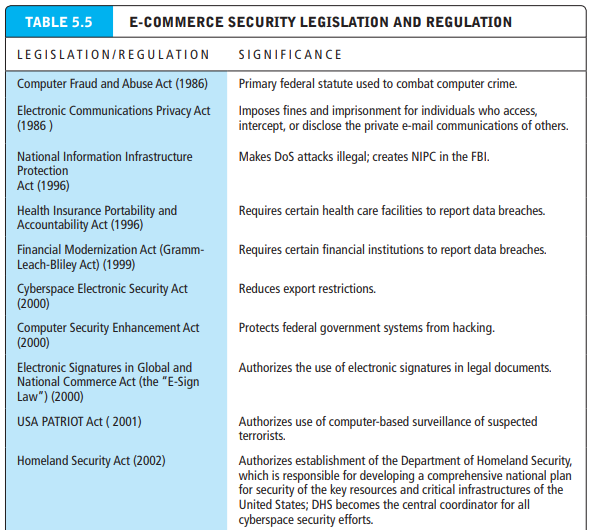 TABLE 5.5 E-COMMERCE SECURITY LEGISLATION AND REGULATION
LEGISLATION/REGULATION SIGNIFICANCE
Computer Fraud and Abuse Act (1986) Primary federal statute used to combat computer crime.
Electronic Communications Privacy Act Imposes fines and imprisonment for individuals who access,
(1986 ) intercept, or disclose the private e-mail communications of others.
National Information Infrastructure Makes DoS attacks illegal; creates NIPC in the FBI.
Protection
Act (1996)
Health Insurance Portability and Requires certain health care facilities to report data breaches.
Accountability Act (1996)
Financial Modernization Act (Gramm- Requires certain financial institutions to report data breaches.
Leach-Bliley Act) (1999)
Cyberspace Electronic Security Act Reduces export restrictions.
(2000)
Computer Security Enhancement Act Protects federal government systems from hacking.
(2000)
Electronic Signatures in Global and Authorizes the use of electronic signatures in legal documents.
National Commerce Act (the “E-Sign
Law”) (2000)
USA PATRIOT Act ( 2001) Authorizes use of computer-based surveillance of suspected
terrorists.
Homeland Security Act (2002) Authorizes establishment of the Department of Homeland Security,
which is responsible for developing a comprehensive national plan
for security of the key resources and critical infrastructures of the
United States; DHS becomes the central coordinator for all
cyberspace security efforts.